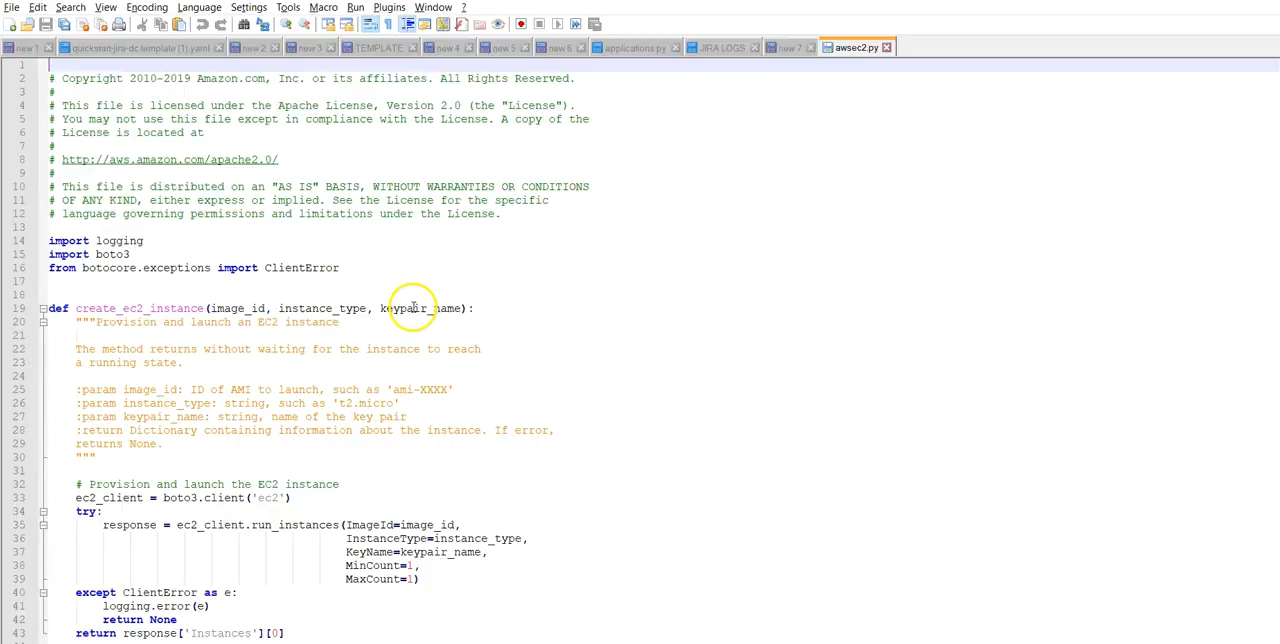 File Edit Search View Encoding Language Settings Tools Macro Run Plugins Window ?
new 1 quickstart-jira-dc.template (1).yaml new 2 new 3 TEMPLATE new 4 new 5 new 6 applications.py JIRA LOGS new 7 awsec2.py
1
2 # Copyright 2010-2019 Amazon.com, Inc. or its affiliates. All Rights Reserved.
3 #
4 # This file is licensed under the Apache License, Version 2.0 (the "License").
5 # You may not use this file except in compliance with the License. A copy of the
6 # License is located at
7 #
8 # http://aws.amazon.com/apache2.0/
9 #
10 # This file is distributed on an "AS IS" BASIS, WITHOUT WARRANTIES OR CONDITIONS
11 # OF ANY KIND, either express or implied. See the License for the specific
12 # language governing permissions and limitations under the License.
13
14 import logging
15 import boto3
16 from botocore.exceptions import ClientError
17
18
19 def create_ec2_instance(image_id, instance_type, keypair_name):
20 """Provision and launch an EC2 instance
21
22 The method returns without waiting for the instance to reach
23 a running state.
24
25 :param image_id: ID of AMI to launch, such as 'ami-XXXX'
26 :param instance_type: string, such as 't2.micro'
27 :param keypair_name: string, name of the key pair
28 :return Dictionary containing information about the instance. If error,
29 returns None.
30 """
31
32 # Provision and launch the EC2 instance
33 ec2_client = boto3.client('ec2')
34 try:
35 response = ec2_client.run_instances(ImageId=image_id,
36 InstanceType=instance_type,
37 KeyName=keypair_name,
38 MinCount=1,
39 MaxCount=1)
40 except ClientError as e:
41 logging.error(e)
42 return None
43 return response['Instances'][0]